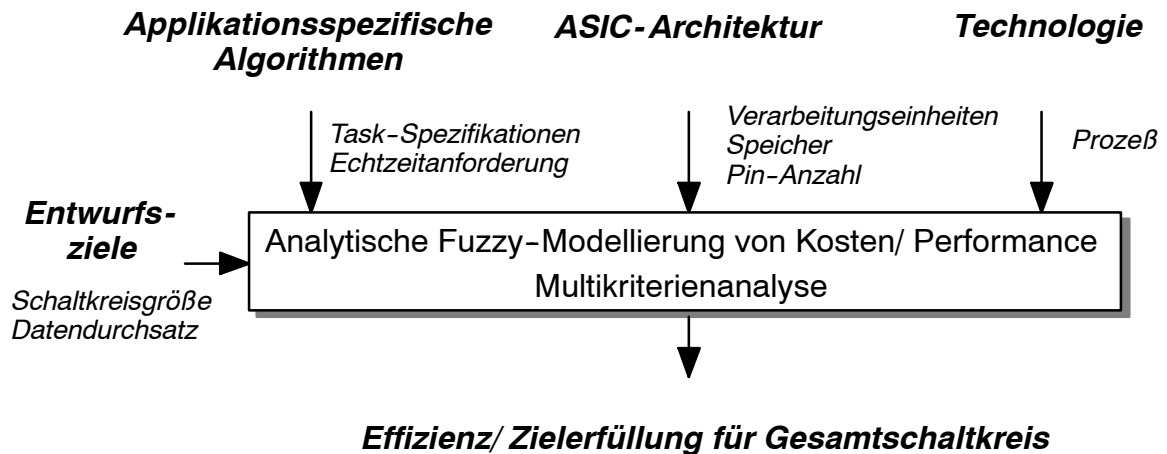 Applikationsspezifische
Algorithmen
ASIC-Architektur
Technologie
Task-Spezifikationen
Echtzeitanforderung
Verarbeitungseinheiten
Speicher
Pin-Anzahl
Prozeß
Entwurfs-
ziele
Schaltkreisgröße
Datendurchsatz
Analytische Fuzzy-Modellierung von Kosten/ Performance
Multikriterienanalyse
Effizienz/ Zielerfüllung für Gesamtschaltkreis